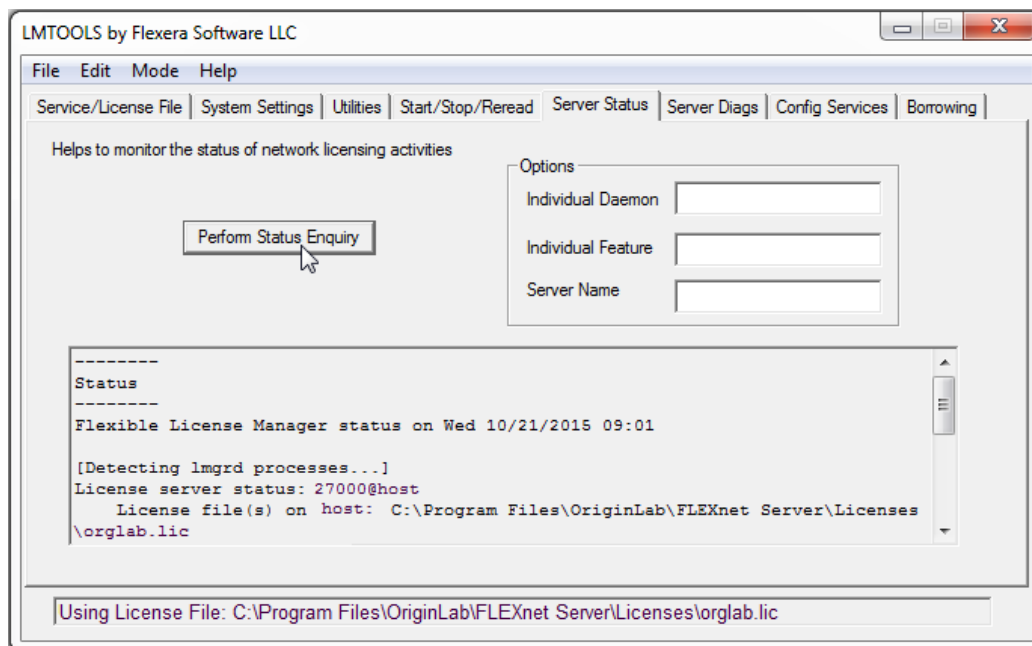 LMTOOLS by Flexera Software LLC
File Edit Mode Help
Service/License File System Settings Utilities Start/Stop/Reread Server Status Server Diags Config Services Borrowing
Helps to monitor the status of network licensing activities
Options
Individual Daemon
Perform Status Enquiry
Individual Feature
Server Name
--------
Status
--------
Flexible License Manager status on Wed 10/21/2015 09:01
[Detecting lmgrd processes...]
License server status: 27000@host
License file(s) on host: C:\Program Files\OriginLab\FLEXnet Server\Licenses
\orglab.lic
Using License File: C:\Program Files\OriginLab\FLEXnet Server\Licenses\orglab.lic